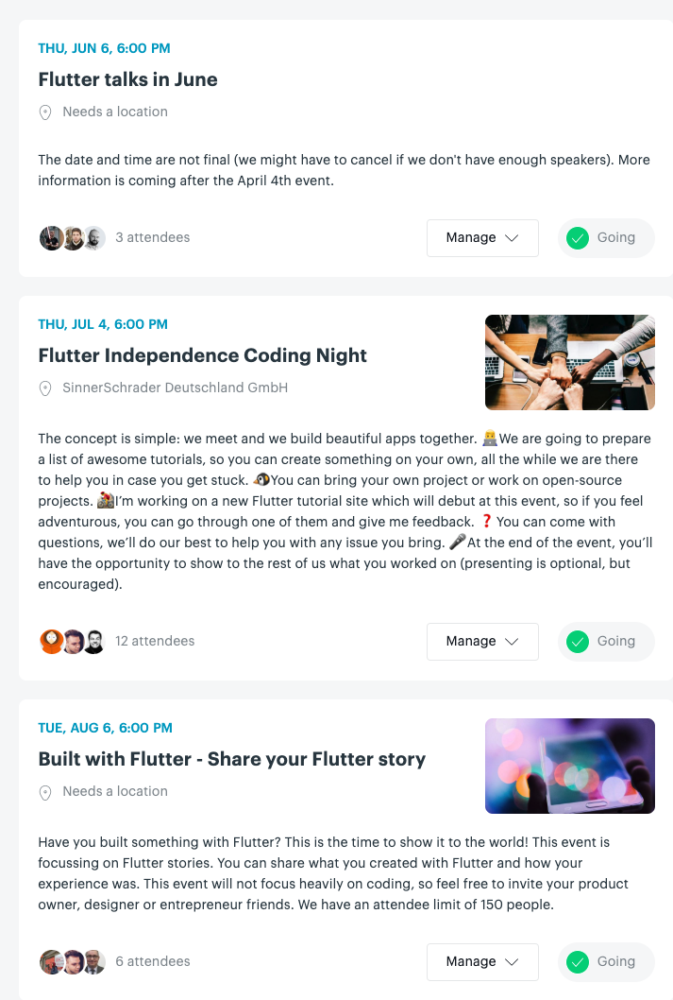 THU, JUN 6, 6:00 PM
Flutter talks in June
Needs a location
The date and time are not final (we might have to cancel if we don't have enough speakers). More
information is coming after the April 4th event.
3 attendees
Manage
Going
THU, JUL 4, 6:00 PM
Flutter Independence Coding Night
SinnerSchrader Deutschland GmbH
The concept is simple: we meet and we build beautiful apps together. 👨‍💻We are going to prepare
a list of awesome tutorials, so you can create something on your own, all the while we are there
to help you in case you get stuck. 🐧You can bring your own project or work on open-source
projects. I’m working on a new Flutter tutorial site which will debut at this event, so if you feel
adventurous, you can go through one of them and give me feedback. ❓You can come with
questions, we’ll do our best to help you with any issue you bring. 🎤At the end of the event, you’ll
have the opportunity to show to the rest of us what you worked on (presenting is optional, but
encouraged).
12 attendees
Manage
Going
TUE, AUG 6, 6:00 PM
Built with Flutter - Share your Flutter story
Needs a location
Have you built something with Flutter? This is the time to show it to the world! This event is
focussing on Flutter stories. You can share what you created with Flutter and how your
experience was. This event will not focus heavily on coding, so feel free to invite your product
owner, designer or entrepreneur friends. We have an attendee limit of 150 people.
6 attendees
Manage
Going